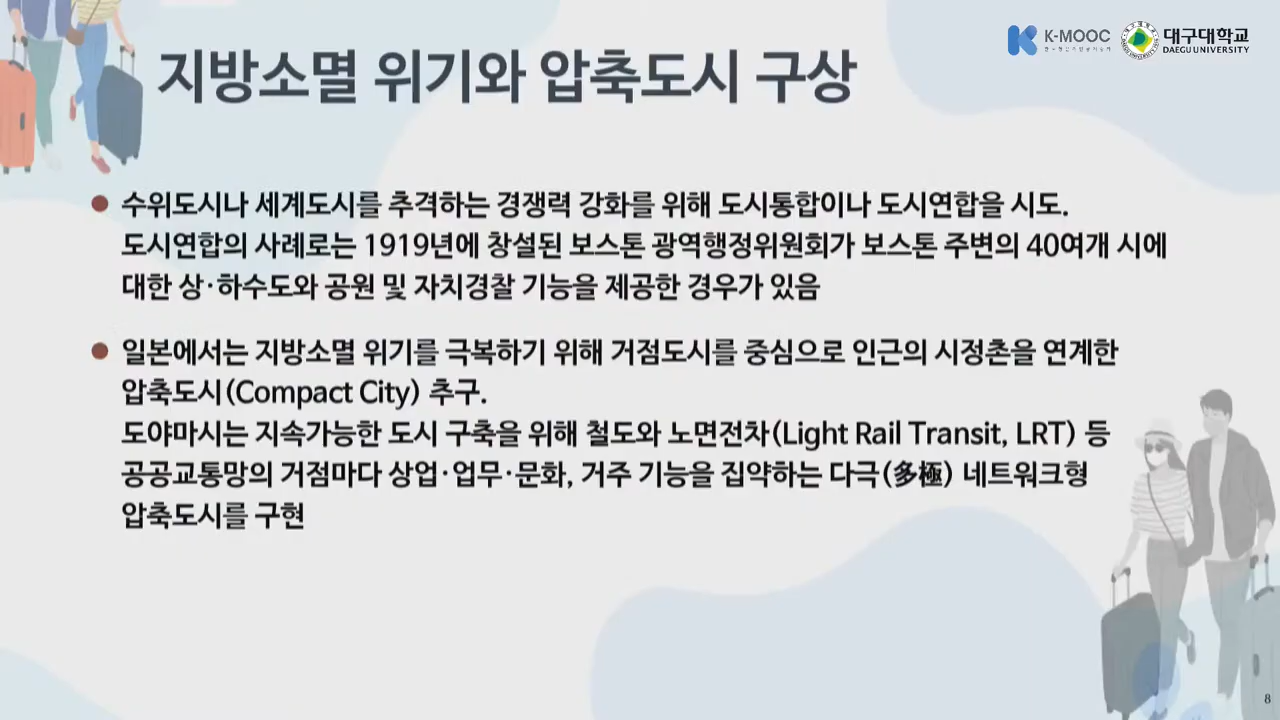 K-MOOC
대구대학교
DAEGU UNIVERSITY
지방소멸 위기와 압축도시 구상
수위도시나 세계도시를 추격하는 경쟁력 강화를 위해 도시통합이나 도시연합을 시도.
도시연합의 사례로는 1919년에 창설된 보스톤 광역행정위원회가 보스톤 주변의 40여개 시에
대한 상·하수도와 공원 및 자치경찰 기능을 제공한 경우가 있음
일본에서는 지방소멸 위기를 극복하기 위해 거점도시를 중심으로 인근의 시정촌을 연계한
압축도시(Compact City) 추구.
도야마시는 지속가능한 도시 구축을 위해 철도와 노면전차(Light Rail Transit, LRT) 등
공공교통망의 거점마다 상업·업무·문화, 거주 기능을 집약하는 다극(多極) 네트워크형
압축도시를 구현
8